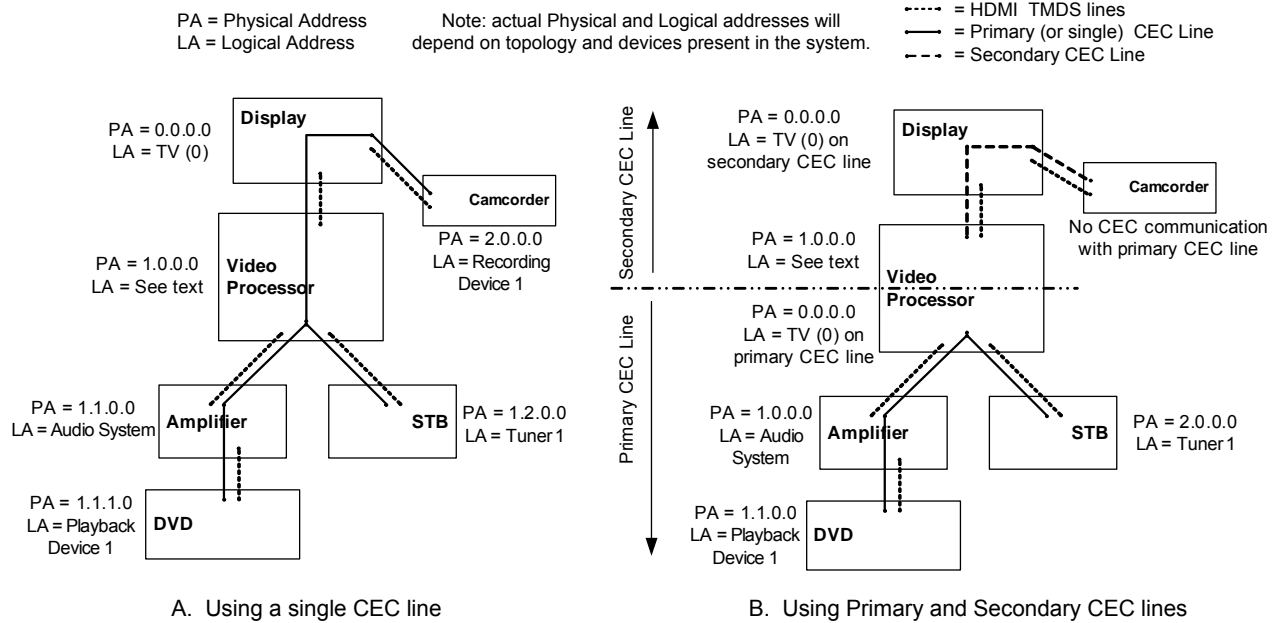 PA = Physical Address
LA = Logical Address
Note: actual Physical and Logical addresses will
depend on topology and devices present in the system.
= HDMI TMDS lines
= Primary (or single) CEC Line
= Secondary CEC Line
Display
PA = 0.0.0.0
LA = TV (0)
Camcorder
PA = 2.0.0.0
LA = Recording
Device 1
PA = 1.0.0.0
LA = See text
Video
Processor
PA = 1.1.0.0
LA = Audio System
Amplifier
STB
PA = 1.2.0.0
LA = Tuner 1
PA = 1.1.1.0
LA = Playback
Device 1
DVD
A. Using a single CEC line
Secondary CEC Line
Primary CEC Line
PA = 0.0.0.0
LA = TV (0) on
secondary CEC line
Display
Camcorder
No CEC communication
with primary CEC line
PA = 1.0.0.0
LA = See text
Video
Processor
PA = 0.0.0.0
LA = TV (0) on
primary CEC line
PA = 1.0.0.0
LA = Audio
System
Amplifier
STB
PA = 2.0.0.0
LA = Tuner 1
PA = 1.1.0.0
LA = Playback
Device 1
DVD
B. Using Primary and Secondary CEC lines